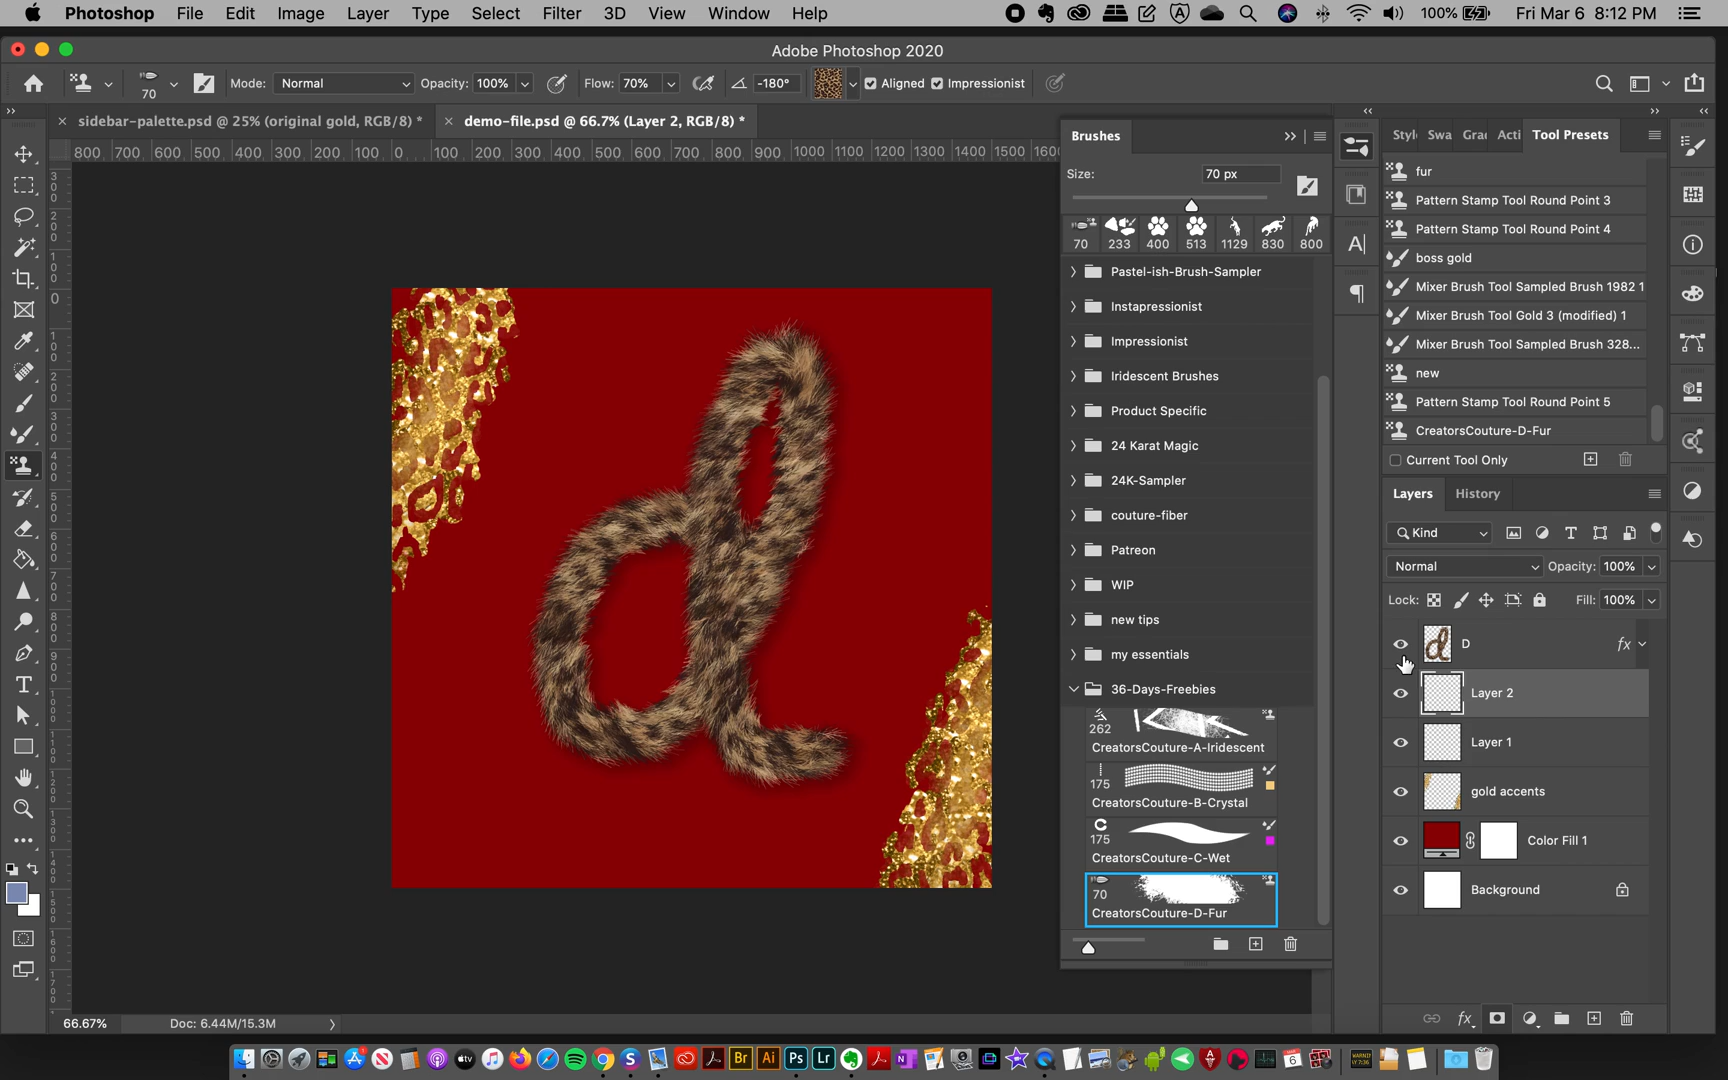 Photoshop File Edit Image Layer Type Select Filter 3D View Window Help 100% Fri Mar 6 8:12 PM
Adobe Photoshop 2020
70 Mode: Normal Opacity: 100% Flow: 70% -180° Aligned Impressionist
sidebar-palette.psd @ 25% (original gold, RGB/8) *
demo-file.psd @ 66.7% (Layer 2, RGB/8) *
800 700 600 500 400 300 200 100 0 100 200 300 400 500 600 700 800 900 1000 1100 1200 1300 1400 1500
Brushes
Size: 70 px
70 233 400 513 1129 830 800
Pastel-ish-Brush-Sampler
Instapressionist
Impressionist
Iridescent Brushes
Product Specific
24 Karat Magic
24K-Sampler
couture-fiber
Patreon
WIP
new tips
my essentials
36-Days-Freebies
262
CreatorsCouture-A-Iridescent
175
CreatorsCouture-B-Crystal
175
CreatorsCouture-C-Wet
70
CreatorsCouture-D-Fur
Swa Acti Tool Presets
fur
Pattern Stamp Tool Round Point 3
Pattern Stamp Tool Round Point 4
boss gold
Mixer Brush Tool Sampled Brush 1982 1
Mixer Brush Tool Gold 3 (modified) 1
Mixer Brush Tool Sampled Brush 328...
new
Pattern Stamp Tool Round Point 5
CreatorsCouture-D-Fur
Current Tool Only
Layers History
Kind
Normal Opacity: 100%
Lock: Fill: 100%
D fx
Layer 2
Layer 1
gold accents
Color Fill 1
Background
66.67% Doc: 6.44M/15.3M